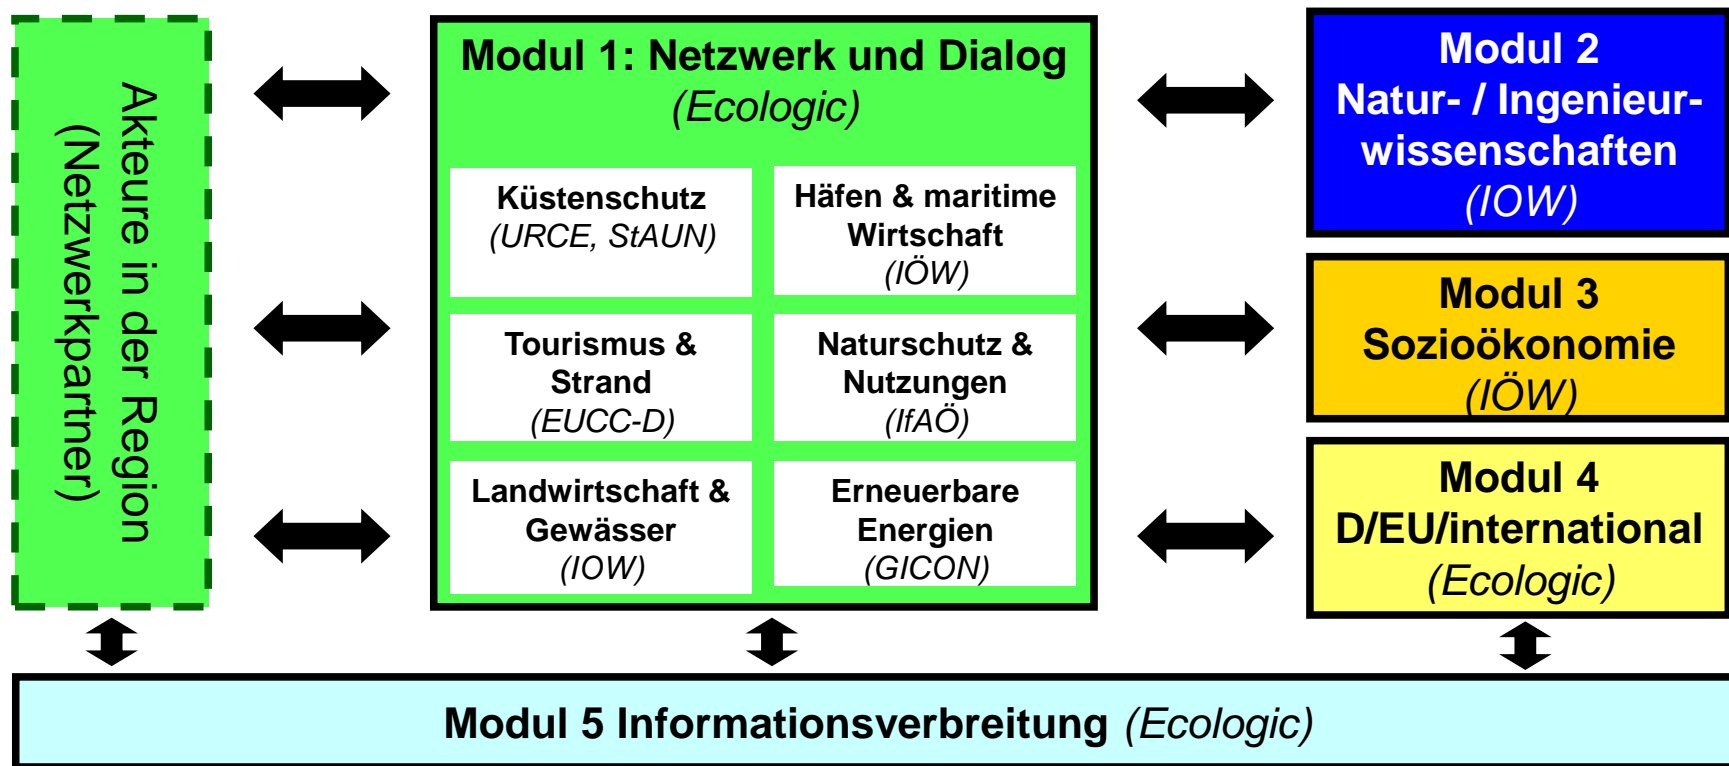 Akteure in der Region
(Netzwerkpartner)
Modul 1: Netzwerk und Dialog
(Ecologic)
Küstenschutz
(URCE, StAUN)
Häfen & maritime
Wirtschaft
(IÖW)
Tourismus &
Strand
(EUCC-D)
Naturschutz &
Nutzungen
(IfAÖ)
Landwirtschaft &
Gewässer
(IOW)
Erneuerbare
Energien
(GICON)
Modul 2
Natur- / Ingenieur-
wissenschaften
(IOW)
Modul 3
Sozioökonomie
(IÖW)
Modul 4
D/EU/international
(Ecologic)
Modul 5 Informationsverbreitung (Ecologic)